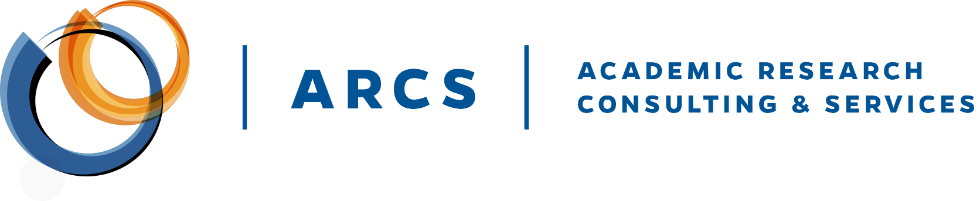 ARCS
ACADEMIC RESEARCH
CONSULTING & SERVICES